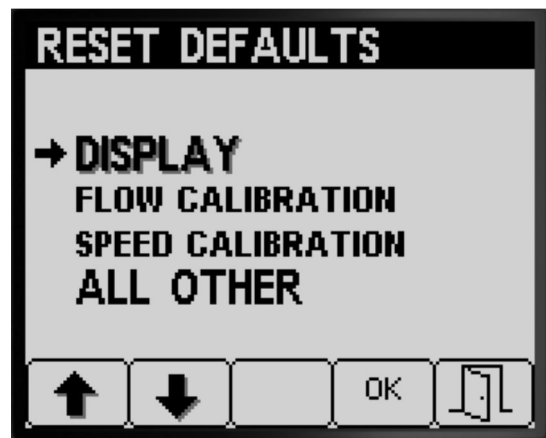 RESET DEFAULTS
DISPLAY
FLOW CALIBRATION
SPEED CALIBRATION
ALL OTHER
OK